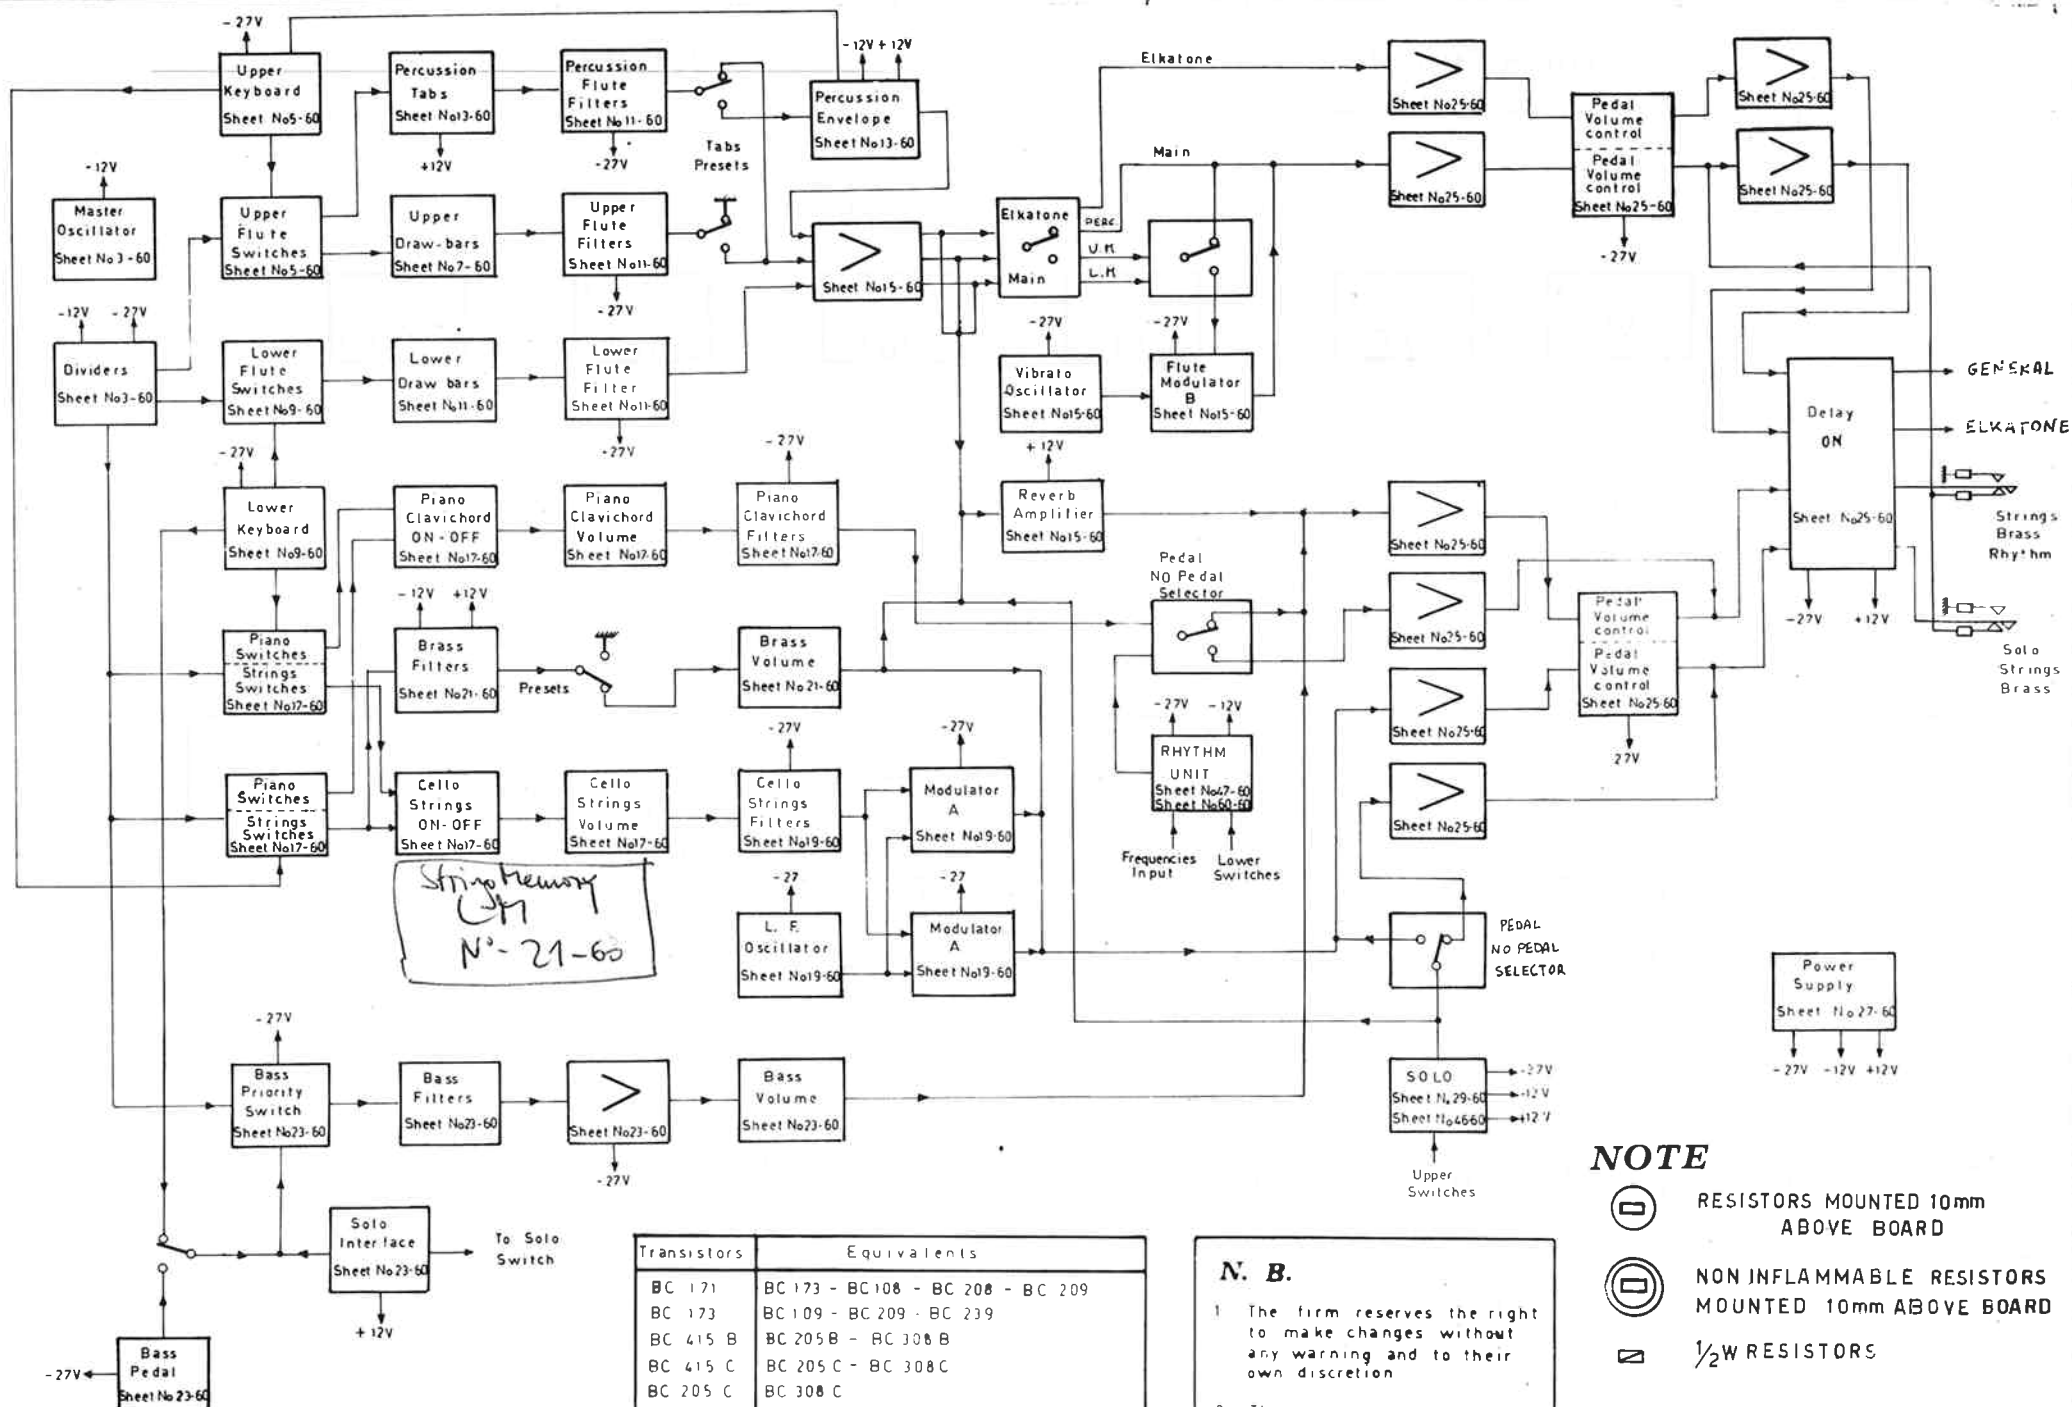 -27V
Upper
Keyboard
Sheet No5-60
Percussion
Tabs
Sheet No13-60
+12V
Percussion
Flute
Filters
Sheet No11-60
-27V
Tabs
Presets
-12V +12V
Percussion
Envelope
Sheet No13-60
Elkatone
Main
Sheet No25-60
Sheet No25-60
Pedal
Volume
control
Pedal
Volume
control
Sheet No25-60
-27V
Sheet No25-60
Sheet No25-60
-12V
Master
Oscillator
Sheet No3-60
Upper
Flute
Switches
Sheet No5-60
Upper
Draw-bars
Sheet No7-60
Upper
Flute
Filters
Sheet No11-60
-27V
Sheet No15-60
Elkatone
Main
PERC.
U.M
L.M
-12V -27V
Dividers
Sheet No3-60
Lower
Flute
Switches
Sheet No9-60
Lower
Draw bars
Sheet No11-60
Lower
Flute
Filter
Sheet No11-60
-27V
-27V
Vibrato
Oscillator
Sheet No15-60
-27V
Flute
Modulator
B
Sheet No15-60
Delay
ON
Sheet No25-60
-27V
+12V
GENERAL
ELKATONE
Strings
Brass
Rhythm
Solo
Strings
Brass
-27V
Lower
Keyboard
Sheet No9-60
Piano
Clavichord
ON-OFF
Sheet No17-60
Piano
Clavichord
Volume
Sheet No17-60
-27V
Piano
Clavichord
Filters
Sheet No17-60
+12V
Reverb
Amplifier
Sheet No15-60
Sheet No25-60
Sheet No25-60
Sheet No25-60
Sheet No25-60
Pedal
NO Pedal
Selector
Pedal
Volume
control
Pedal
Volume
control
Sheet No25-60
27V
Piano
Switches
Strings
Switches
Sheet No17-60
-12V +12V
Brass
Filters
Sheet No21-60
Presets
Brass
Volume
Sheet No21-60
-27V -12V
RHYTHM
UNIT
Sheet No47-60
Sheet No60-60
Frequencies
Input
Lower
Switches
Piano
Switches
Strings
Switches
Sheet No17-60
Cello
Strings
ON-OFF
Sheet No17-60
Cello
Strings
Volume
Sheet No17-60
-27V
Cello
Strings
Filters
Sheet No19-60
-27V
Modulator
A
Sheet No19-60
Strings Memory
LM
N°-21-60
-27
L. F.
Oscillator
Sheet No19-60
-27
Modulator
A
Sheet No19-60
PEDAL
NO PEDAL
SELECTOR
Power
Supply
Sheet No27-60
-27V -12V +12V
-27V
Bass
Priority
Switch
Sheet No23-60
Bass
Filters
Sheet No23-60
Sheet No23-60
-27V
Bass
Volume
Sheet No23-60
SOLO
Sheet N.29-60
Sheet No46-60
-27V
-12V
+12V
Upper
Switches
Solo
Interface
Sheet No23-60
+12V
To Solo
Switch
-27V
Bass
Pedal
Sheet No23-60
Transistors Equivalents
BC 171 BC 173 - BC 108 - BC 208 - BC 209
BC 173 BC 109 - BC 209 - BC 239
BC 415 B BC 205 B - BC 308 B
BC 415 C BC 205 C - BC 308 C
BC 205 C BC 308 C
N. B.
1 The firm reserves the right
to make changes without
any warning and to their
own discretion
NOTE
RESISTORS MOUNTED 10mm
ABOVE BOARD
NON INFLAMMABLE RESISTORS
MOUNTED 10mm ABOVE BOARD
1/2W RESISTORS